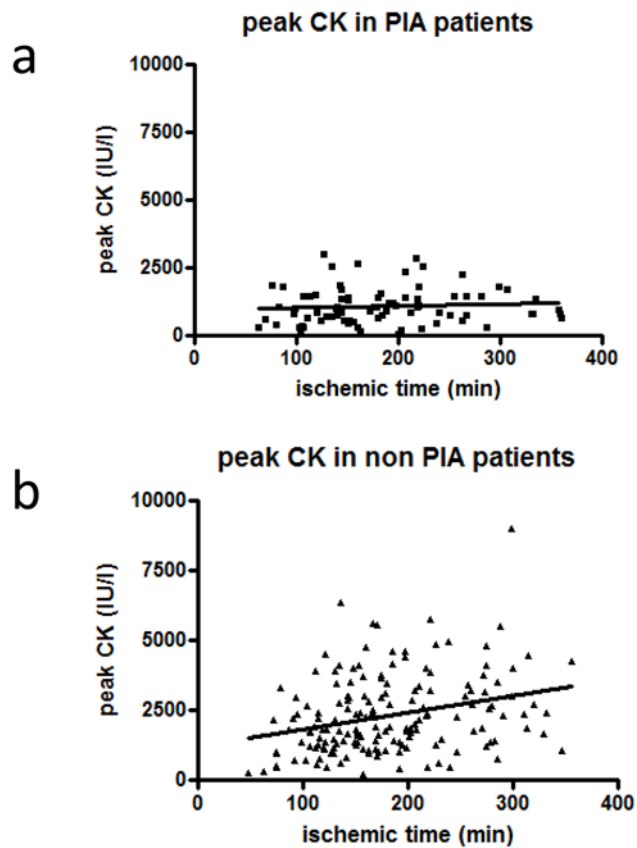 a
peak CK in PIA patients
10000
7500
5000
2500
0
peak CK (IU/I)
0 100 200 300 400
ischemic time (min)
b
peak CK in non PIA patients
10000
7500
5000
2500
0
peak CK (IU/I)
0 100 200 300 400
ischemic time (min)